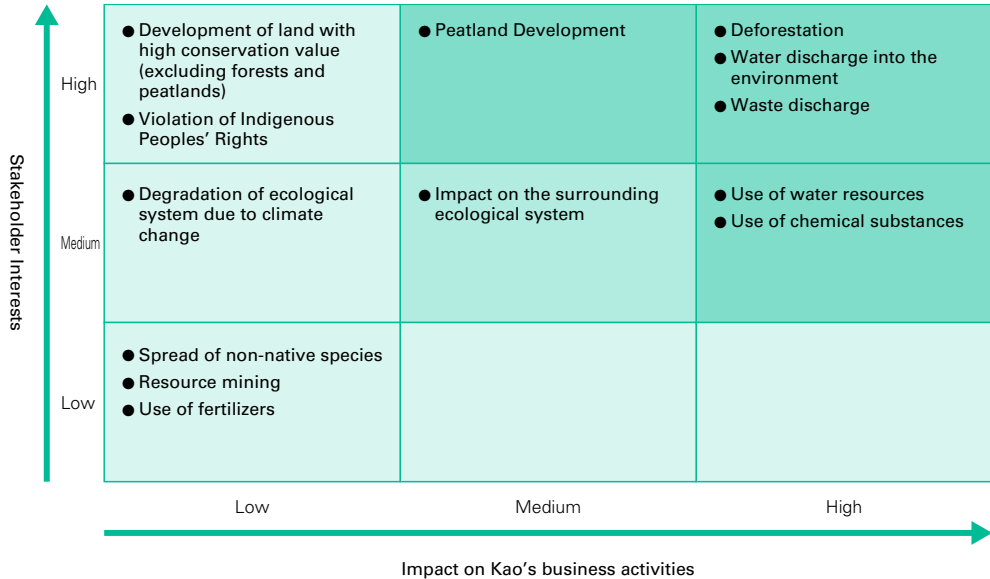 Stakeholder Interests
High
● Development of land with
high conservation value
(excluding forests and
peatlands)
● Violation of Indigenous
Peoples’ Rights
● Peatland Development
● Deforestation
● Water discharge into the
environment
● Waste discharge
Medium
● Degradation of ecological
system due to climate
change
● Impact on the surrounding
ecological system
● Use of water resources
● Use of chemical substances
Low
● Spread of non-native species
● Resource mining
● Use of fertilizers
Low
Medium
High
Impact on Kao’s business activities